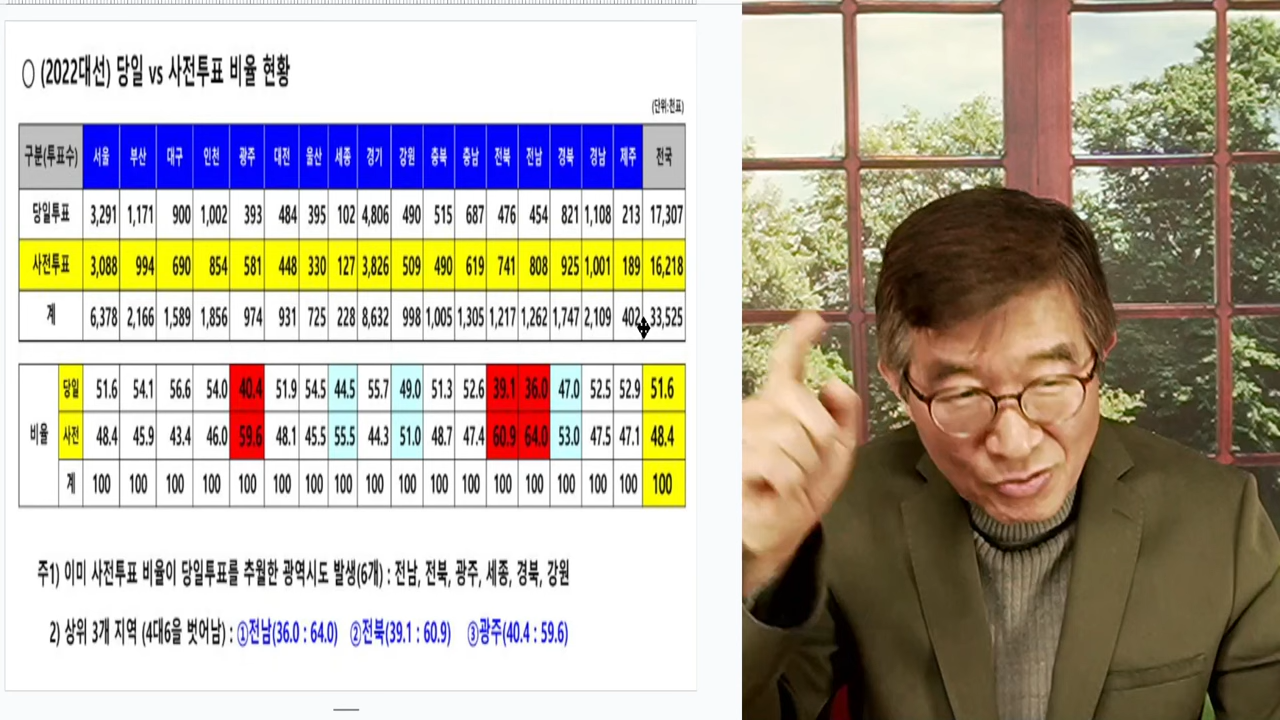 ○ (2022대선) 당일 vs 사전투표 비율 현황
(단위:천표)
구분(투표수) 서울 부산 대구 인천 광주 대전 울산 세종 경기 강원 충북 충남 전북 전남 경북 경남 제주 전국
당일투표 3,291 1,171 900 1,002 393 484 395 102 4,806 490 515 687 476 454 821 1,108 213 17,307
사전투표 3,088 994 690 854 581 448 330 127 3,826 509 490 619 741 808 925 1,001 189 16,218
계 6,378 2,166 1,589 1,856 974 931 725 228 8,632 998 1,005 1,305 1,217 1,262 1,747 2,109 402 33,525
당일 51.6 54.1 56.6 54.0 40.4 51.9 54.5 44.5 55.7 49.0 51.3 52.6 39.1 36.0 47.0 52.5 52.9 51.6
비율 사전 48.4 45.9 43.4 46.0 59.6 48.1 45.5 55.5 44.3 51.0 48.7 47.4 60.9 64.0 53.0 47.5 47.1 48.4
계 100 100 100 100 100 100 100 100 100 100 100 100 100 100 100 100 100 100
주1) 이미 사전투표 비율이 당일투표를 추월한 광역시도 발생(6개) : 전남, 전북, 광주, 세종, 경북, 강원
2) 상위 3개 지역 (4대6을 벗어남) : ①전남(36.0 : 64.0) ②전북(39.1 : 60.9) ③광주(40.4 : 59.6)